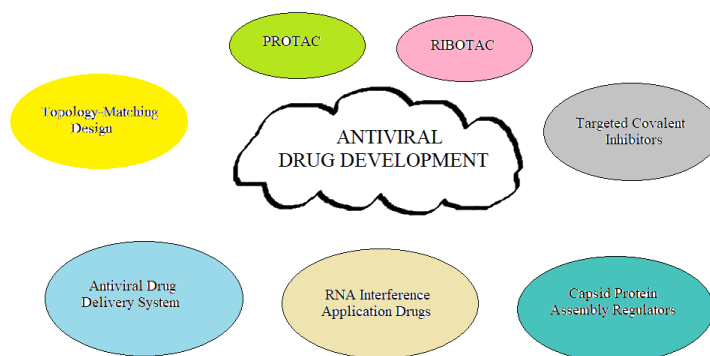 PROTAC
RIBOTAC
Topology-Matching
Design
ANTIVIRAL
DRUG DEVELOPMENT
Targeted Covalent
Inhibitors
Antiviral Drug
Delivery System
RNA Interference
Application Drugs
Capsid Protein
Assembly Regulators